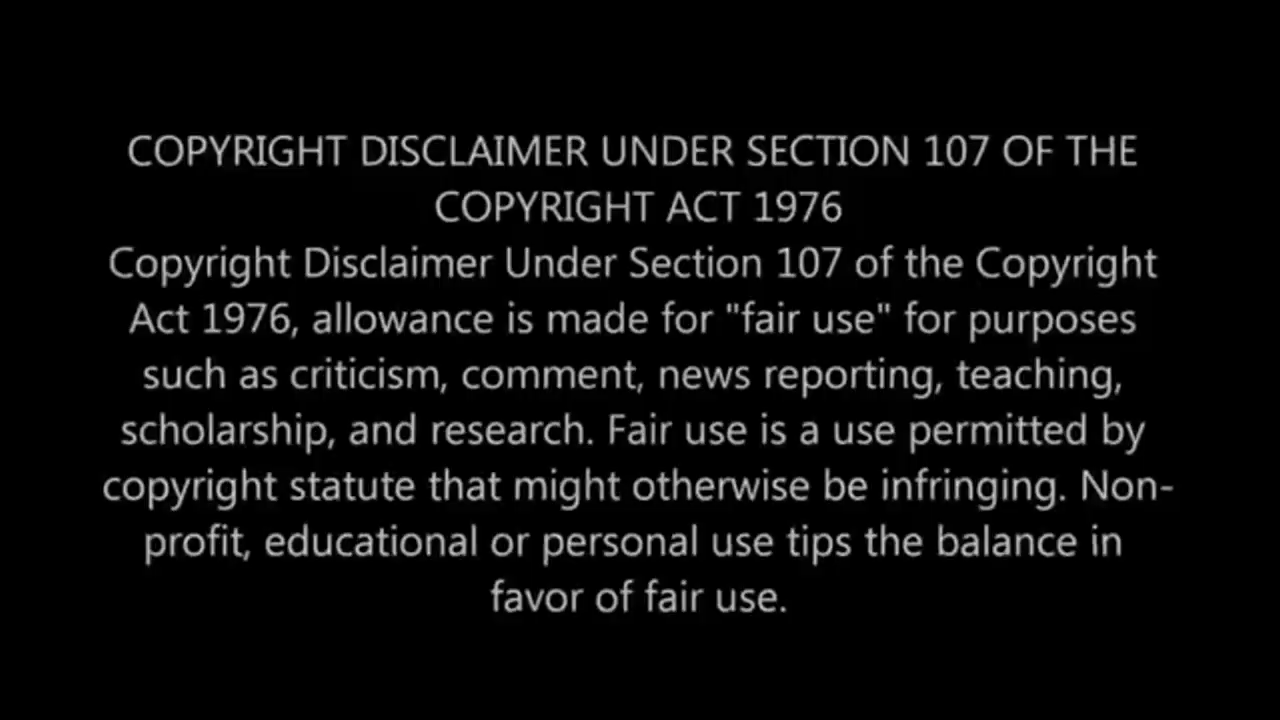 COPYRIGHT DISCLAIMER UNDER SECTION 107 OF THE
COPYRIGHT ACT 1976
Copyright Disclaimer Under Section 107 of the Copyright
Act 1976, allowance is made for "fair use" for purposes
such as criticism, comment, news reporting, teaching,
scholarship, and research. Fair use is a use permitted by
copyright statute that might otherwise be infringing. Non-
profit, educational or personal use tips the balance in
favor of fair use.